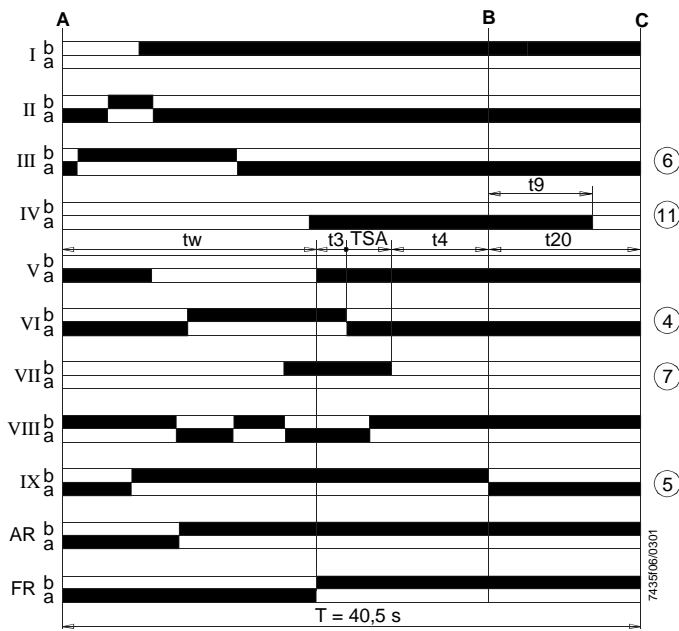 A B C
I b
a
II b
a
III b ⑥
a
t9
IV b ⑪
a
tw t3 TSA t4 t20
V b
a
VI b ④
a
VII b ⑦
a
VIII b
a
IX b ⑤
a
AR b
a
FR b
a
T = 40,5 s
7435f06/0301